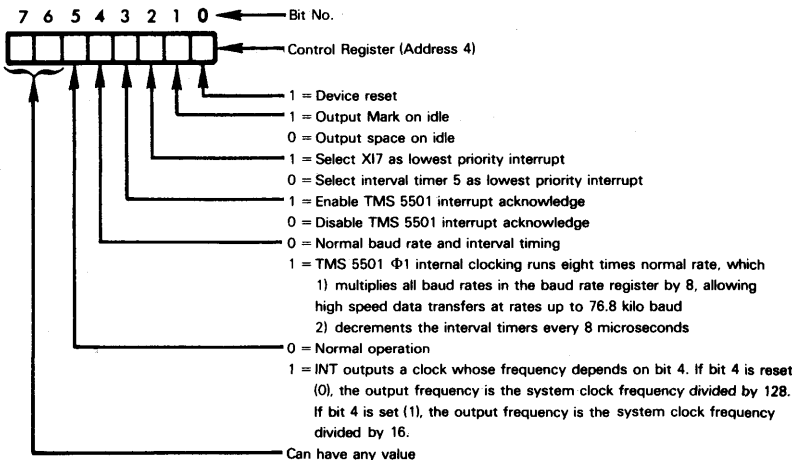 7 6 5 4 3 2 1 0 Bit No.
Control Register (Address 4)
1 = Device reset
1 = Output Mark on idle
0 = Output space on idle
1 = Select XI7 as lowest priority interrupt
0 = Select interval timer 5 as lowest priority interrupt
1 = Enable TMS 5501 interrupt acknowledge
0 = Disable TMS 5501 interrupt acknowledge
0 = Normal baud rate and interval timing
1 = TMS 5501 Φ1 internal clocking runs eight times normal rate, which
1) multiplies all baud rates in the baud rate register by 8, allowing
high speed data transfers at rates up to 76.8 kilo baud
2) decrements the interval timers every 8 microseconds
0 = Normal operation
1 = INT outputs a clock whose frequency depends on bit 4. If bit 4 is reset
(0), the output frequency is the system clock frequency divided by 128.
If bit 4 is set (1), the output frequency is the system clock frequency
divided by 16.
Can have any value